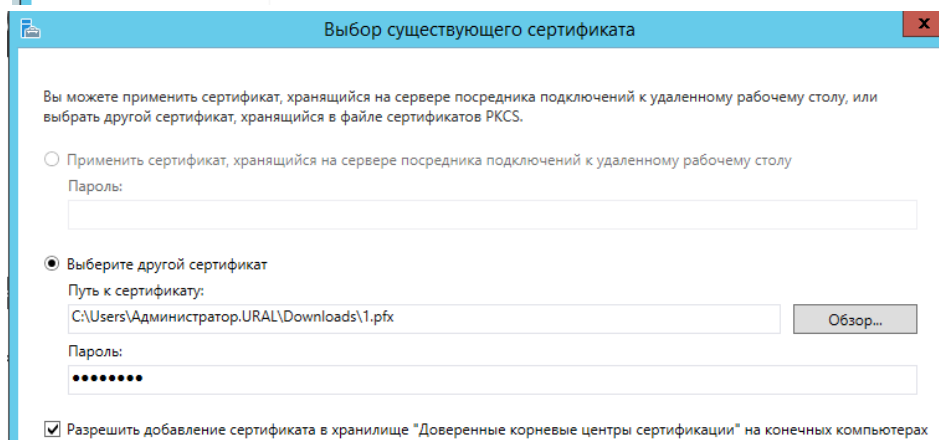 Выбор существующего сертификата
x
Вы можете применить сертификат, хранящийся на сервере посредника подключений к удаленному рабочему столу, или
выбрать другой сертификат, хранящийся в файле сертификатов PKCS.
Применить сертификат, хранящийся на сервере посредника подключений к удаленному рабочему столу
Пароль:
Выберите другой сертификат
Путь к сертификату:
C:\Users\Администратор.URAL\Downloads\1.pfx
Обзор...
Пароль:
●●●●●●●●
Разрешить добавление сертификата в хранилище "Доверенные корневые центры сертификации" на конечных компьютерах